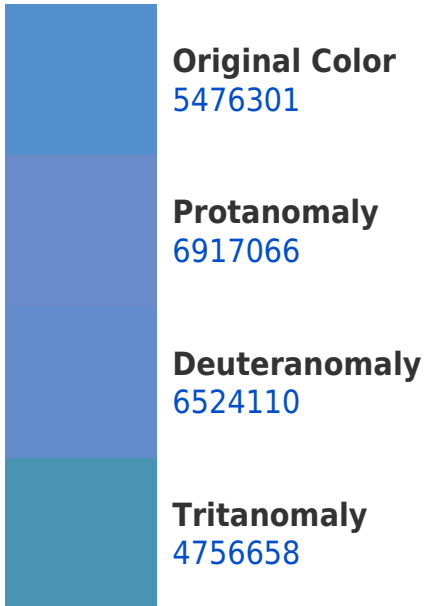 Original Color
5476301
Protanomaly
6917066
Deuteranomaly
6524110
Tritanomaly
4756658